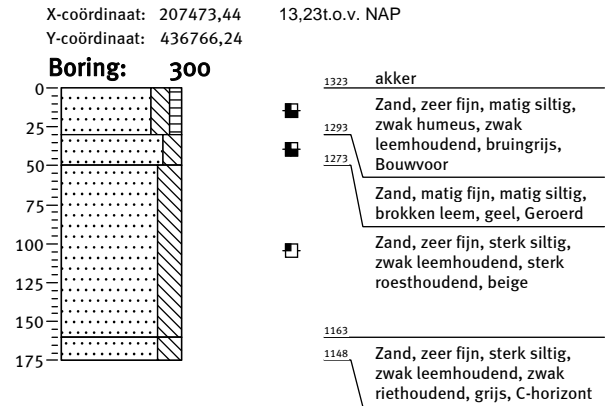 X-coördinaat: 207473,44 13,23t.o.v. NAP
Y-coördinaat: 436766,24
Boring: 300
0
25
50
75
100
125
150
175
1323 akker
Zand, zeer fijn, matig siltig,
zwak humeus, zwak
leemhoudend, bruingrijs,
Bouwvoor
1293
Zand, matig fijn, matig siltig,
brokken leem, geel, Geroerd
1273
Zand, zeer fijn, sterk siltig,
zwak leemhoudend, sterk
roesthoudend, beige
1163
Zand, zeer fijn, sterk siltig,
zwak leemhoudend, zwak
riethoudend, grijs, C-horizont
1148